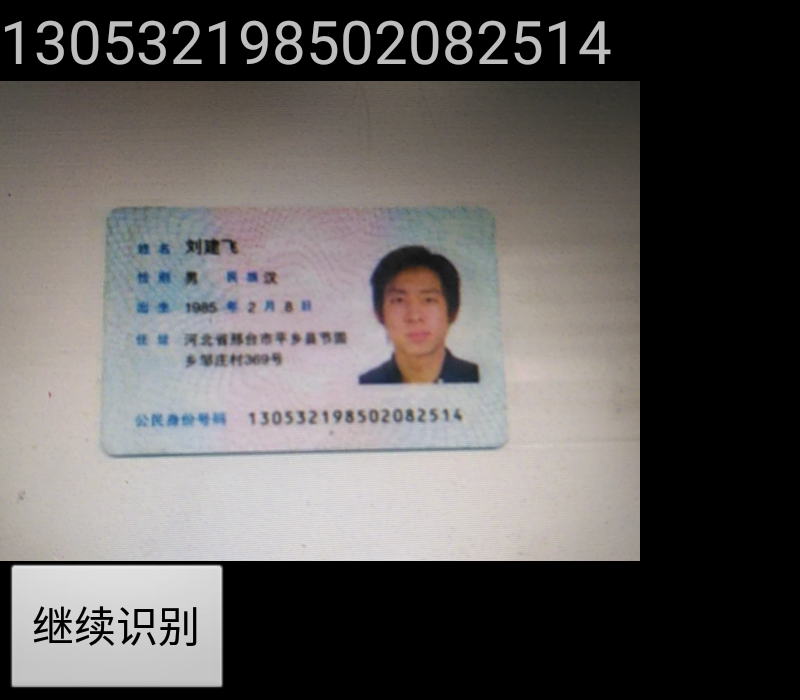 130532198502082514
姓 名 刘建飞
性 别 男 民 族 汉
出 生 1985 年 2 月 8 日
住 址 河北省邢台市平乡县节固
乡邹庄村369号
公民身份号码 130532198502082514
继续识别